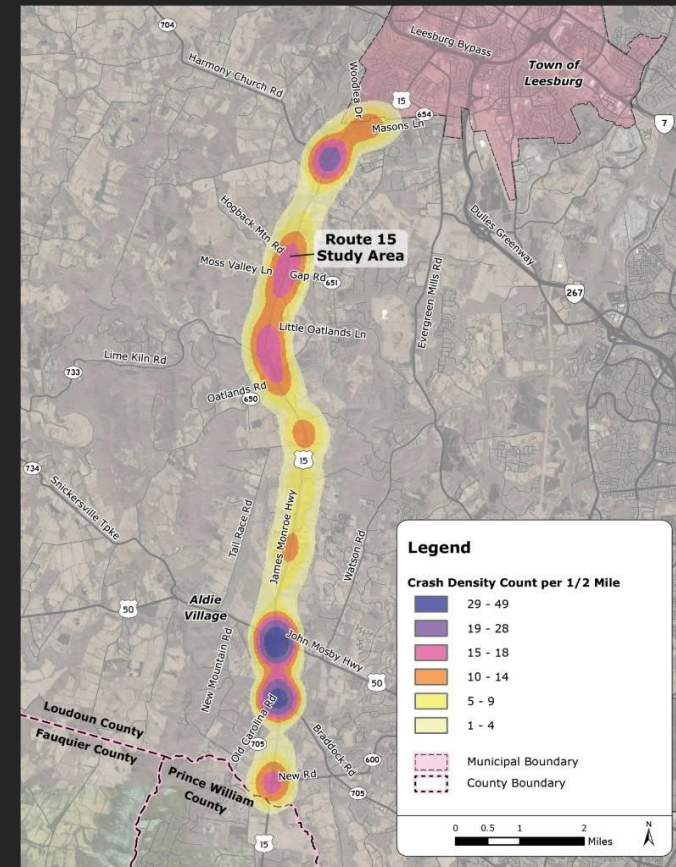 704
Harmony Church Rd
Woodlea Dr
Leesburg Bypass
Town of
Leesburg
15
654
Masons Ln
7
Hogback Mtn Rd
Route 15
Study Area
Moss Valley Ln
Gap Rd
651
Dulles Greenway
267
Evergreen Mills Rd
Little Oatlands Ln
Lime Kiln Rd
733
Oatlands Rd
650
15
734
Snickersville Tpke
Tail Race Rd
James Monroe Hwy
Watson Rd
50
Aldie
Village
John Mosby Hwy
50
New Mountain Rd
Old Carolina Rd
705
Braddock Rd
600
705
New Rd
Loudoun County
Fauquier County
Prince William
County
15
Legend
Crash Density Count per 1/2 Mile
29 - 49
19 - 28
15 - 18
10 - 14
5 - 9
1 - 4
Municipal Boundary
County Boundary
0 0.5 1 2
Miles
N